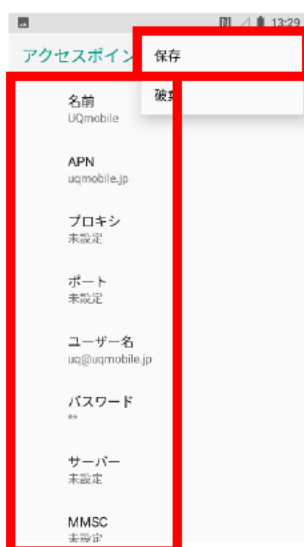 13:29
アクセスポイン
保存
破棄
名前
UQmobile
APN
uqmobile.jp
プロキシ
未設定
ポート
未設定
ユーザー名
uq@uqmobile.jp
パスワード
**
サーバー
未設定
MMSC
未設定